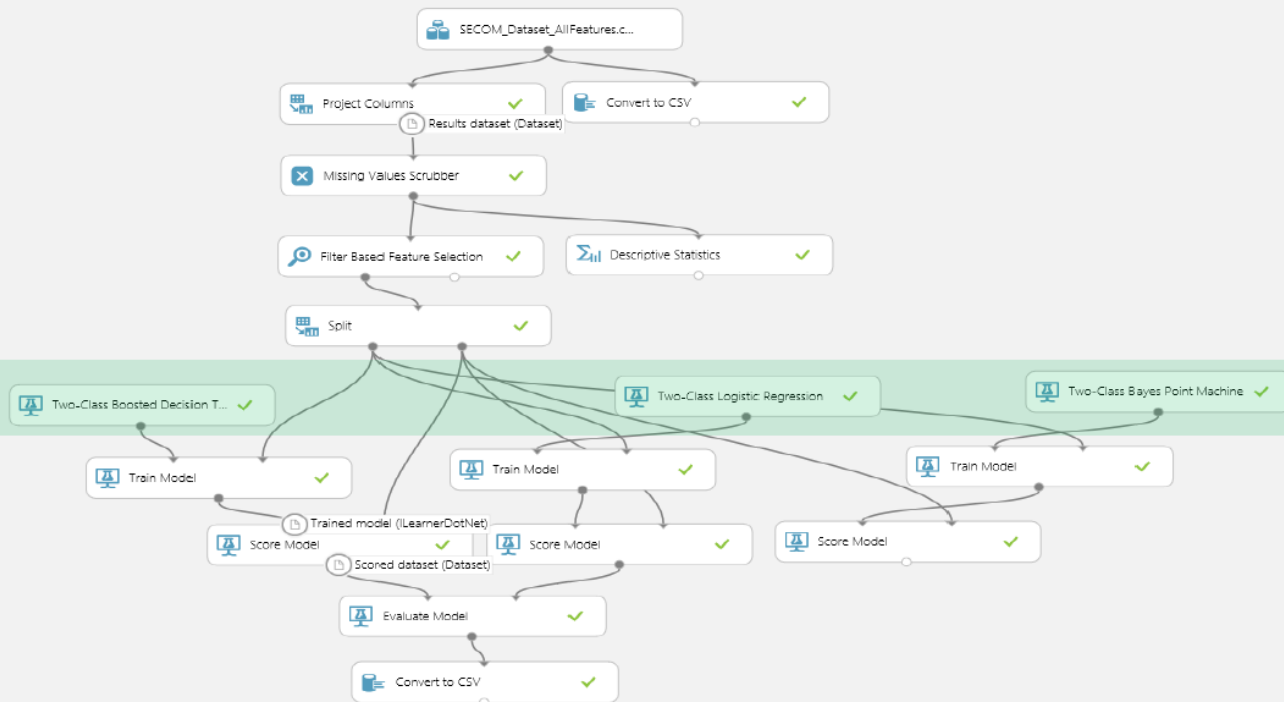 SECOM_Dataset_AllFeatures.c...
Project Columns
Convert to CSV
Results dataset (Dataset)
Missing Values Scrubber
Filter Based Feature Selection
Descriptive Statistics
Split
Two-Class Boosted Decision T...
Two-Class Logistic Regression
Two-Class Bayes Point Machine
Train Model
Train Model
Train Model
Trained model (ILearnerDotNet)
Score Model
Score Model
Score Model
Scored dataset (Dataset)
Evaluate Model
Convert to CSV